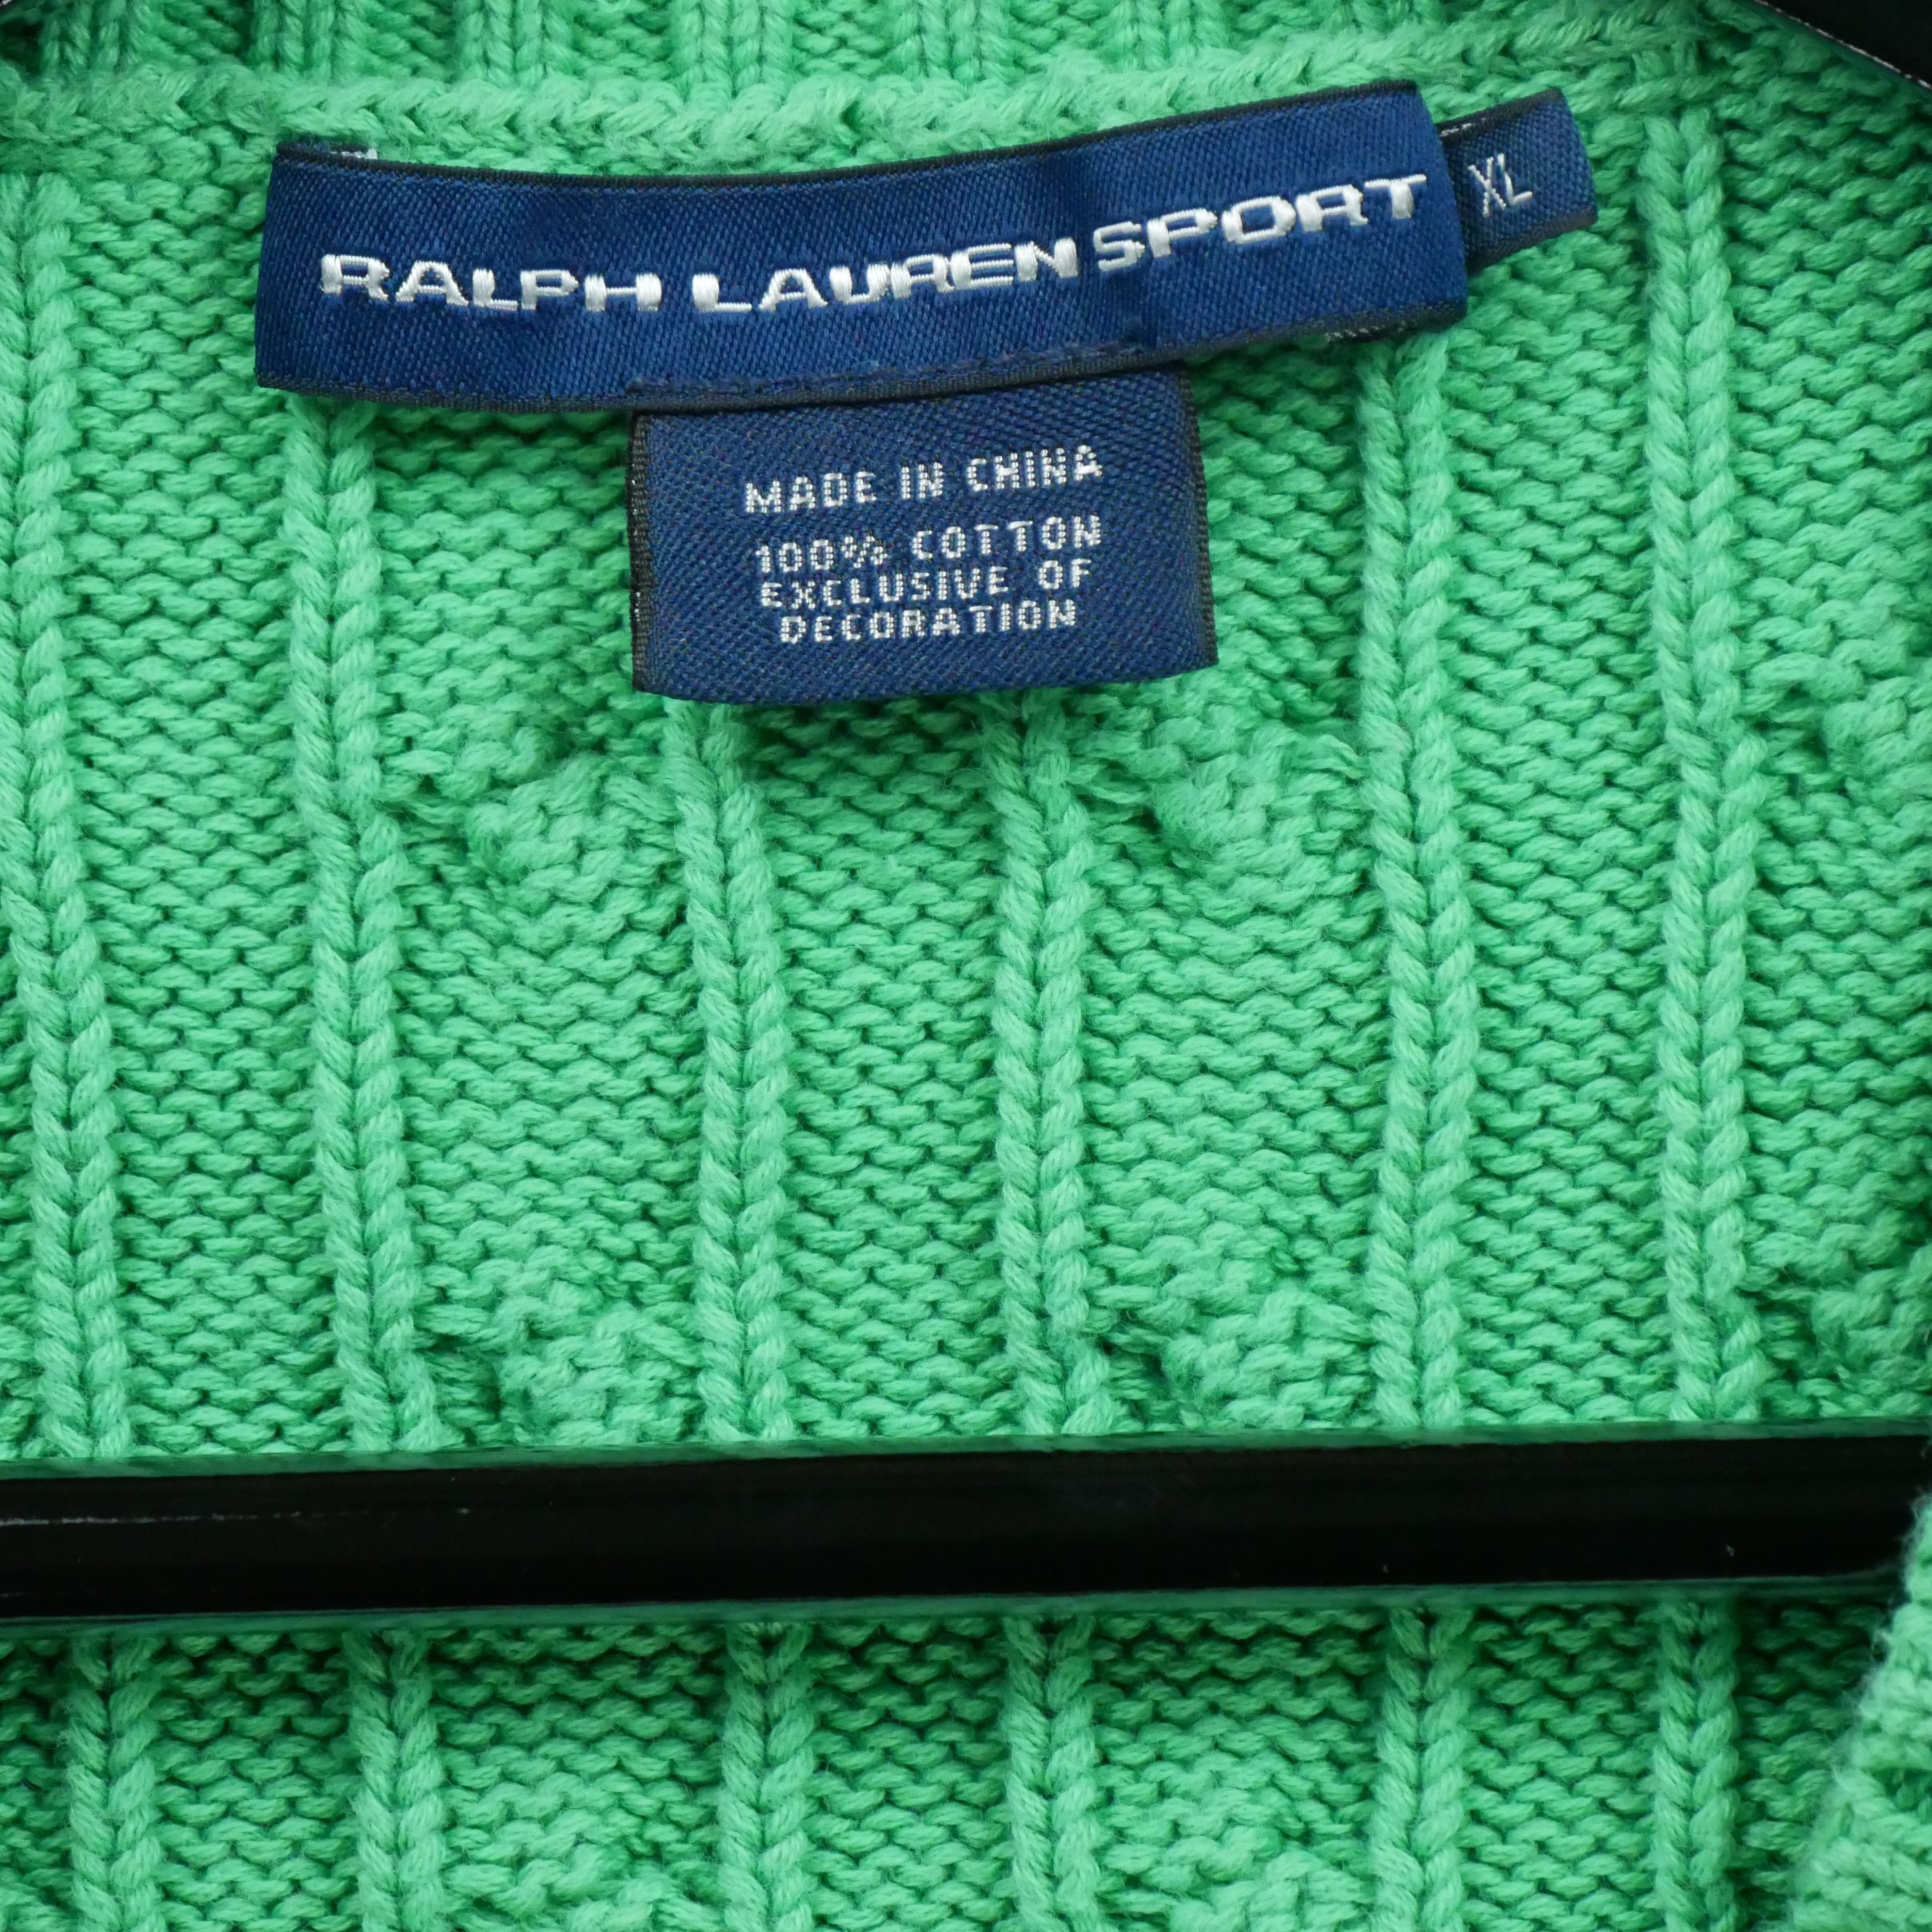 RALPH LAUREN SPORT
XL
MADE IN CHINA
100% COTTON
EXCLUSIVE OF
DECORATION